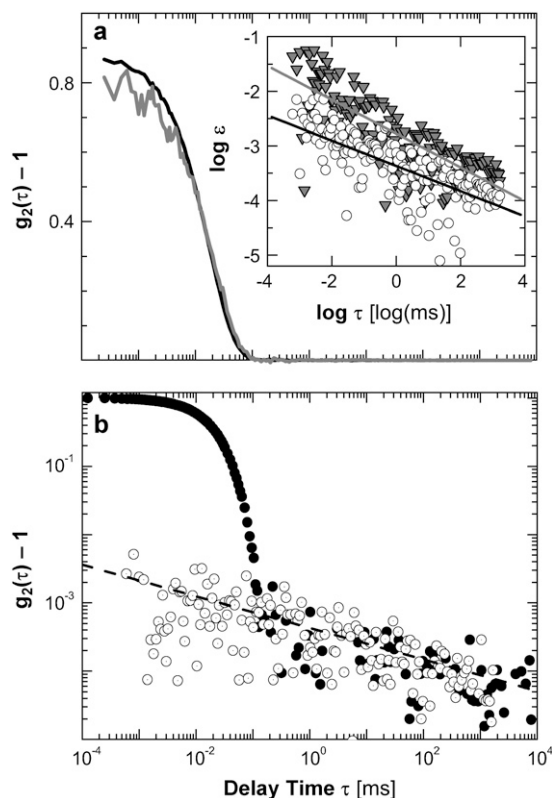 a
0.8
0.4
g₂(τ) − 1
-1
-2
-3
-4
-5
log ε
-4
-2
0
2
4
log τ [log(ms)]
b
10⁻¹
10⁻³
g₂(τ) − 1
10⁻⁴
10⁻²
10⁰
10²
10⁴
Delay Time τ [ms]